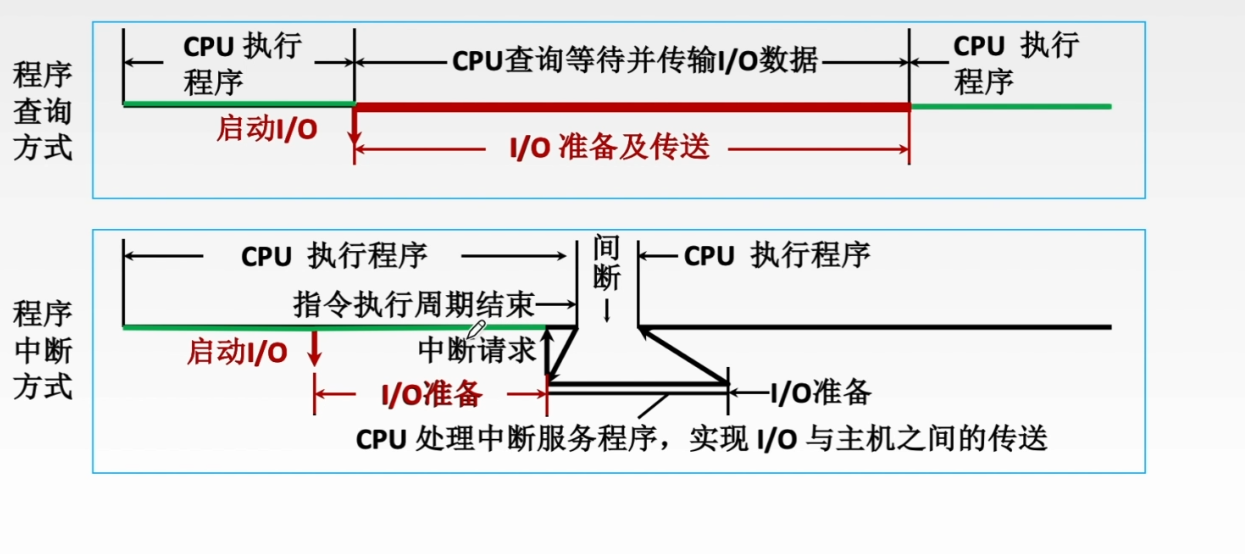 程序
查询
方式
CPU 执行
程序
CPU查询等待并传输I/O数据
CPU 执行
程序
启动I/O
I/O 准备及传送
程序
中断
方式
CPU 执行程序
间
断
CPU 执行程序
指令执行周期结束
启动I/O
中断请求
I/O准备
I/O准备
CPU 处理中断服务程序，实现 I/O 与主机之间的传送